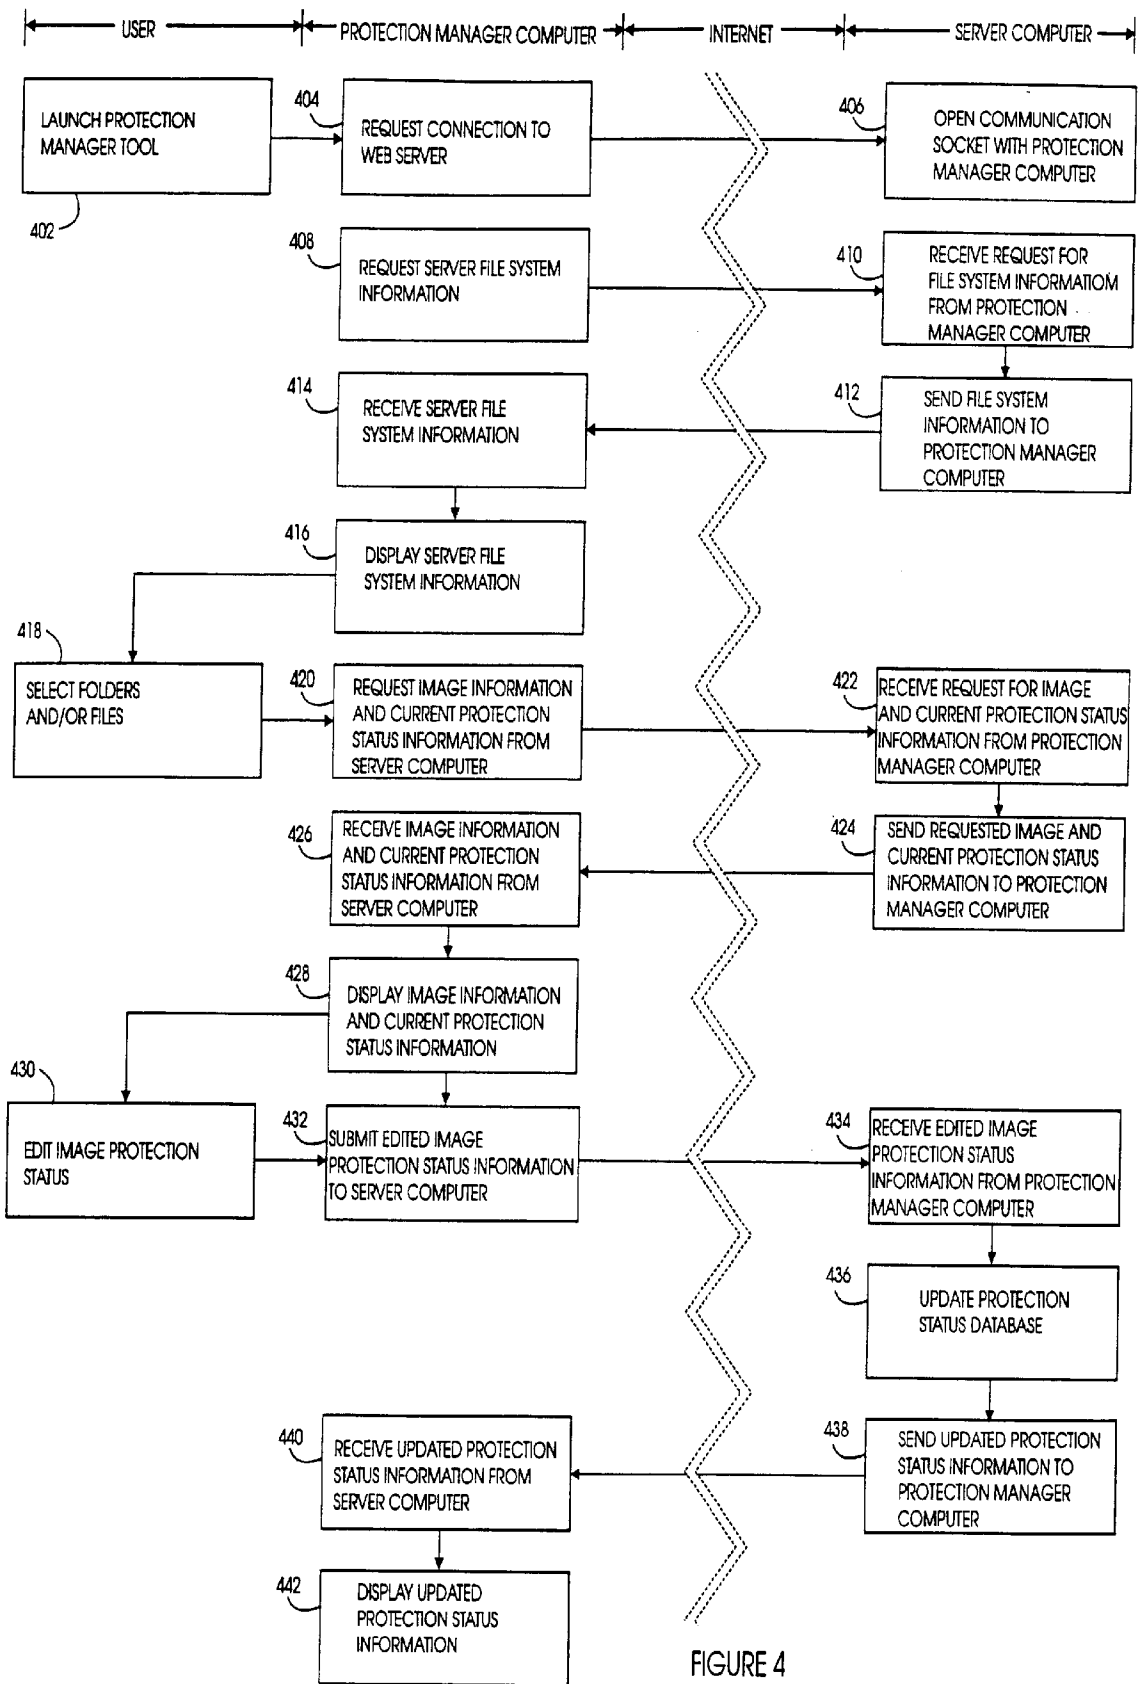 USER PROTECTION MANAGER COMPUTER INTERNET SERVER COMPUTER
402
LAUNCH PROTECTION
MANAGER TOOL
404
REQUEST CONNECTION TO
WEB SERVER
406
OPEN COMMUNICATION
SOCKET WITH PROTECTION
MANAGER COMPUTER
408
REQUEST SERVER FILE SYSTEM
INFORMATION
410
RECEIVE REQUEST FOR
FILE SYSTEM INFORMATIOM
FROM PROTECTION
MANAGER COMPUTER
412
SEND FILE SYSTEM
INFORMATION TO
PROTECTION MANAGER
COMPUTER
414
RECEIVE SERVER FILE
SYSTEM INFORMATION
416
DISPLAY SERVER FILE
SYSTEM INFORMATION
418
SELECT FOLDERS
AND/OR FILES
420
REQUEST IMAGE INFORMATION
AND CURRENT PROTECTION
STATUS INFORMATION FROM
SERVER COMPUTER
422
RECEIVE REQUEST FOR IMAGE
AND CURRENT PROTECTION STATUS
INFORMATION FROM PROTECTION
MANAGER COMPUTER
424
SEND REQUESTED IMAGE AND
CURRENT PROTECTION STATUS
INFORMATION TO PROTECTION
MANAGER COMPUTER
426
RECEIVE IMAGE INFORMATION
AND CURRENT PROTECTION
STATUS INFORMATION FROM
SERVER COMPUTER
428
DISPLAY IMAGE INFORMATION
AND CURRENT PROTECTION
STATUS INFORMATION
430
EDIT IMAGE PROTECTION
STATUS
432
SUBMIT EDITED IMAGE
PROTECTION STATUS INFORMATION
TO SERVER COMPUTER
434
RECEIVE EDITED IMAGE
PROTECTION STATUS
INFORMATION FROM PROTECTION
MANAGER COMPUTER
436
UPDATE PROTECTION
STATUS DATABASE
438
SEND UPDATED PROTECTION
STATUS INFORMATION TO
PROTECTION MANAGER
COMPUTER
440
RECEIVE UPDATED PROTECTION
STATUS INFORMATION FROM
SERVER COMPUTER
442
DISPLAY UPDATED
PROTECTION STATUS
INFORMATION
FIGURE 4